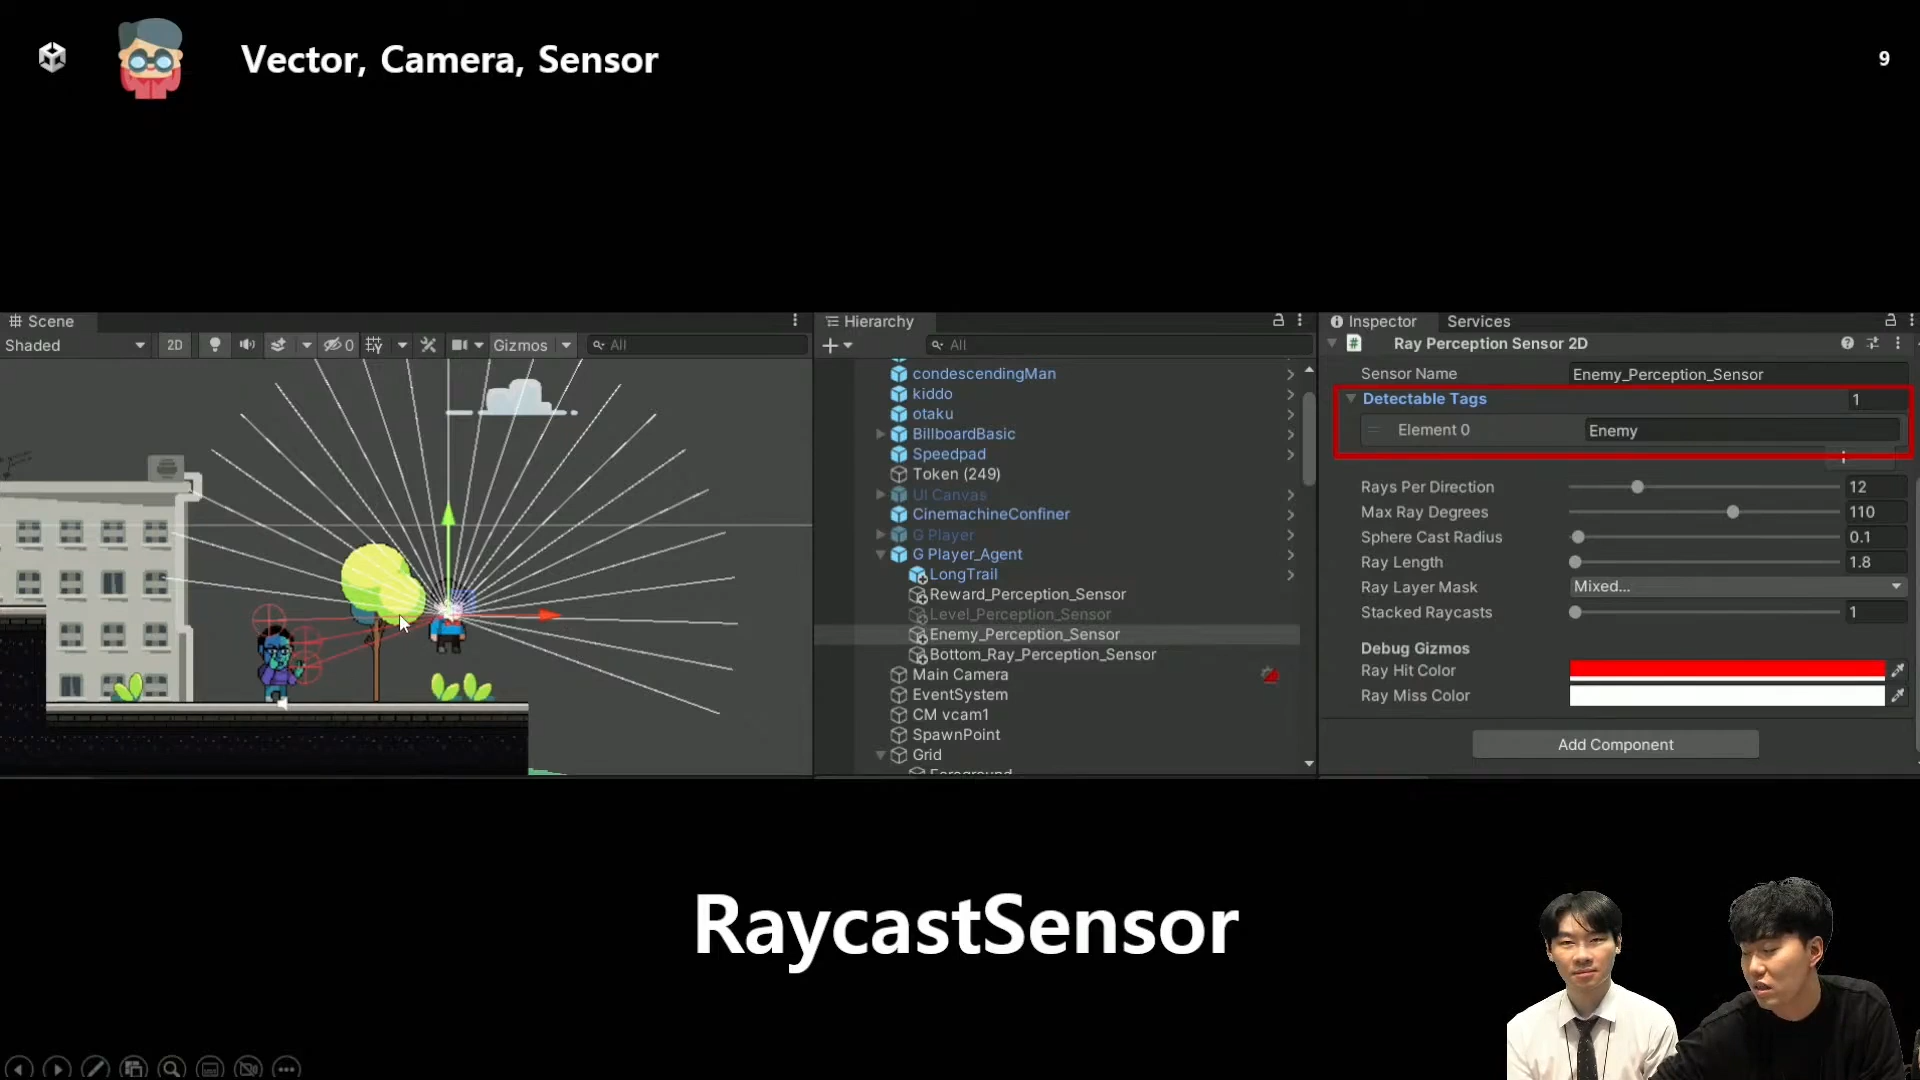 Vector, Camera, Sensor
9
Scene
Shaded
2D
0
Gizmos
All
Hierarchy
All
condescendingMan
kiddo
otaku
BillboardBasic
Speedpad
Token (249)
UI Canvas
CinemachineConfiner
G Player
G Player_Agent
LongTrail
Reward_Perception_Sensor
Level_Perception_Sensor
Enemy_Perception_Sensor
Bottom_Ray_Perception_Sensor
Main Camera
EventSystem
CM vcam1
SpawnPoint
Grid
Foreground
Inspector
Services
Ray Perception Sensor 2D
Sensor Name Enemy_Perception_Sensor
Detectable Tags 1
Element 0 Enemy
Rays Per Direction 12
Max Ray Degrees 110
Sphere Cast Radius 0.1
Ray Length 1.8
Ray Layer Mask Mixed...
Stacked Raycasts 1
Debug Gizmos
Ray Hit Color
Ray Miss Color
Add Component
RaycastSensor